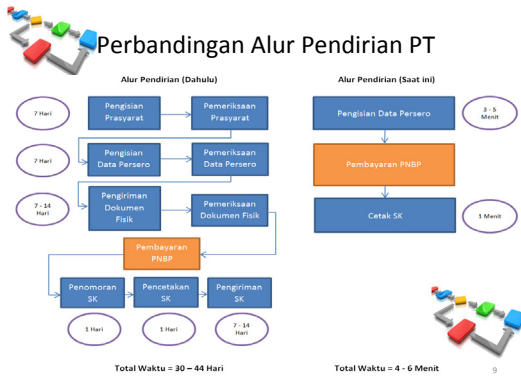 Perbandingan Alur Pendirian PT
Alur Pendirian (Dahulu)
7 Hari
Pengisian
Prasyarat
Pemeriksaan
Prasyarat
7 Hari
Pengisian
Data Persero
Pemeriksaan
Data Persero
7 - 14
Hari
Pengiriman
Dokumen
Fisik
Pemeriksaan
Dokumen Fisik
Pembayaran
PNBP
Penomoran
SK
Pencetakan
SK
Pengiriman
SK
1 Hari
1 Hari
7 - 14
Hari
Total Waktu = 30 – 44 Hari
Alur Pendirian (Saat ini)
Pengisian Data Persero
3 - 5
Menit
Pembayaran PNBP
Cetak SK
1 Menit
Total Waktu = 4 - 6 Menit
9